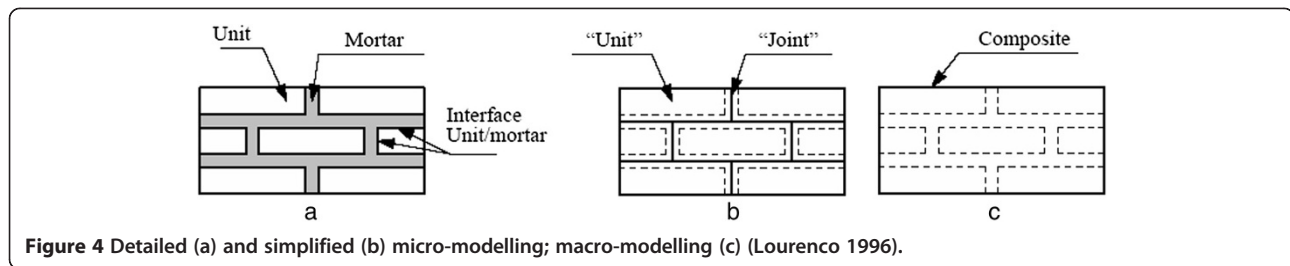 Unit
Mortar
Interface
Unit/mortar
a
“Unit”
“Joint”
b
Composite
c
Figure 4 Detailed (a) and simplified (b) micro-modelling; macro-modelling (c) (Lourenco 1996).